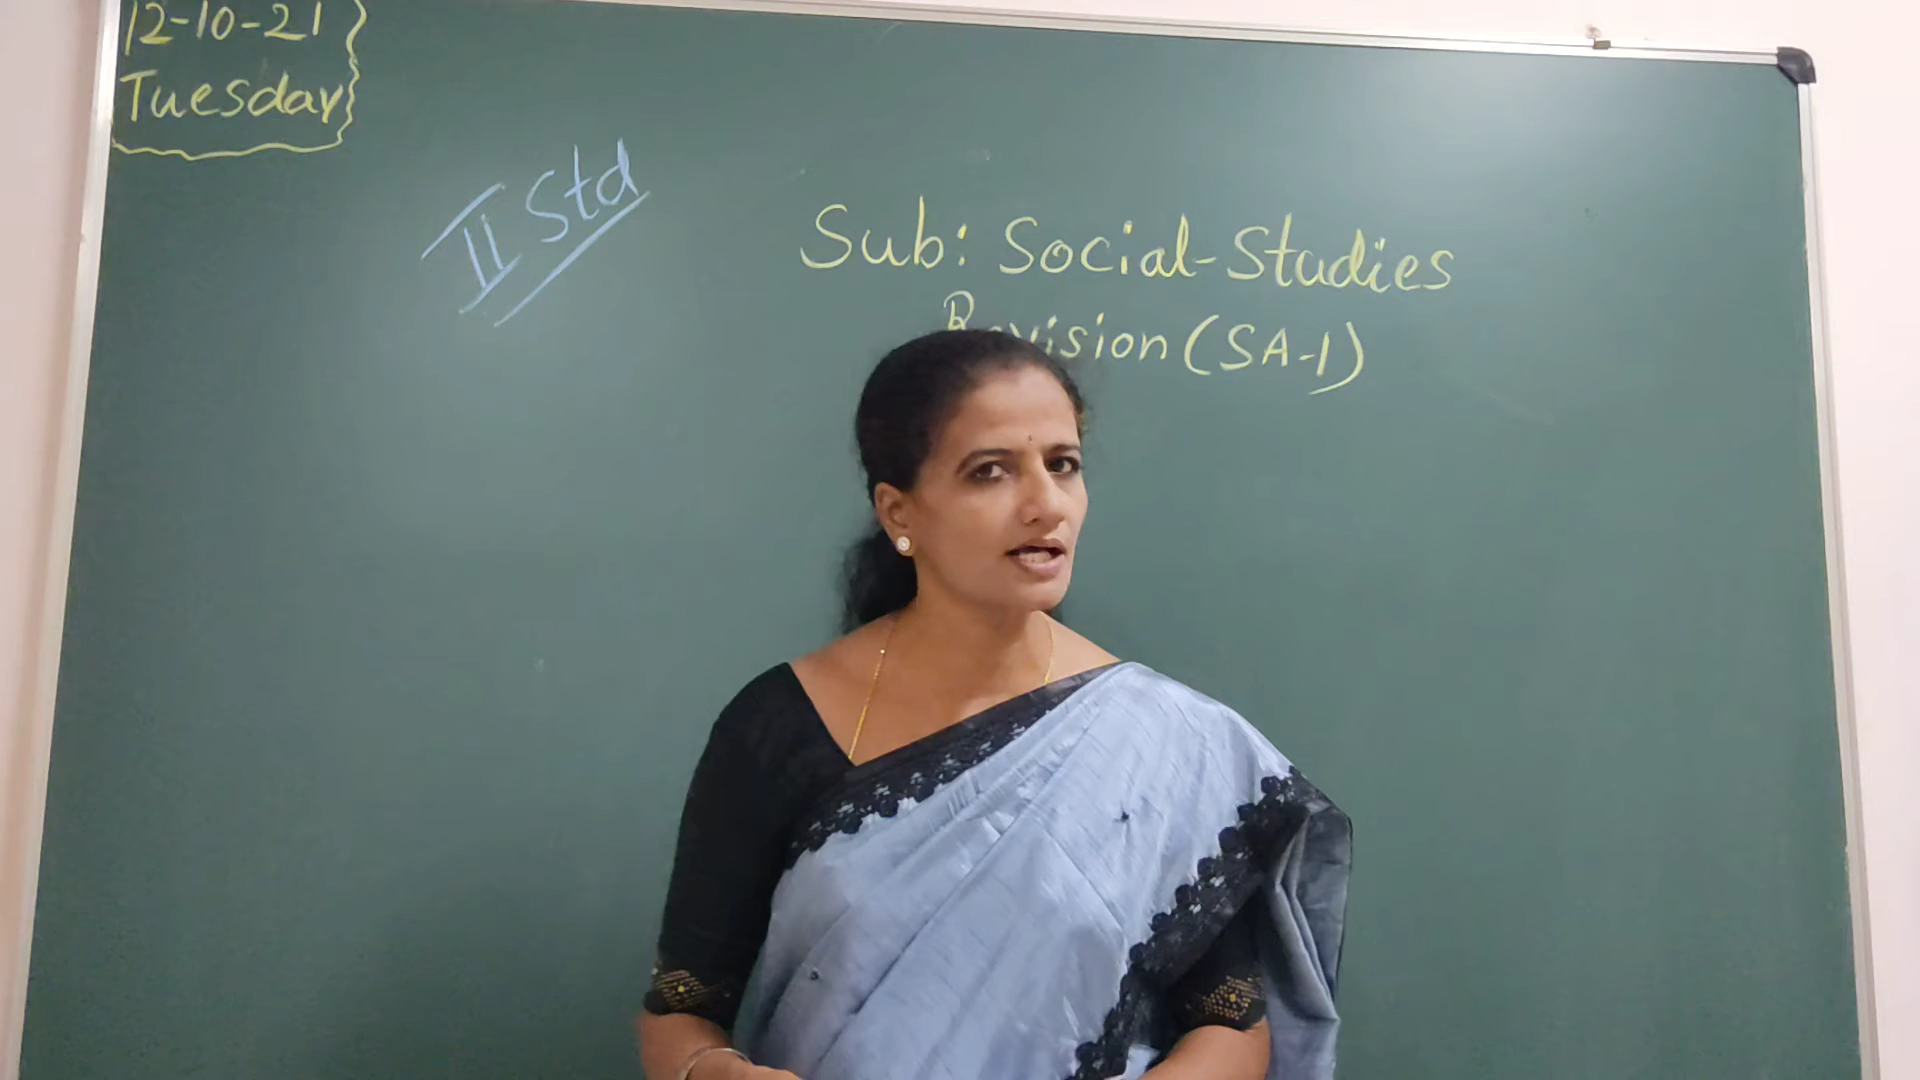 12-10-21
Tuesday
II Std
Sub: Social-Studies
Revision (SA-1)